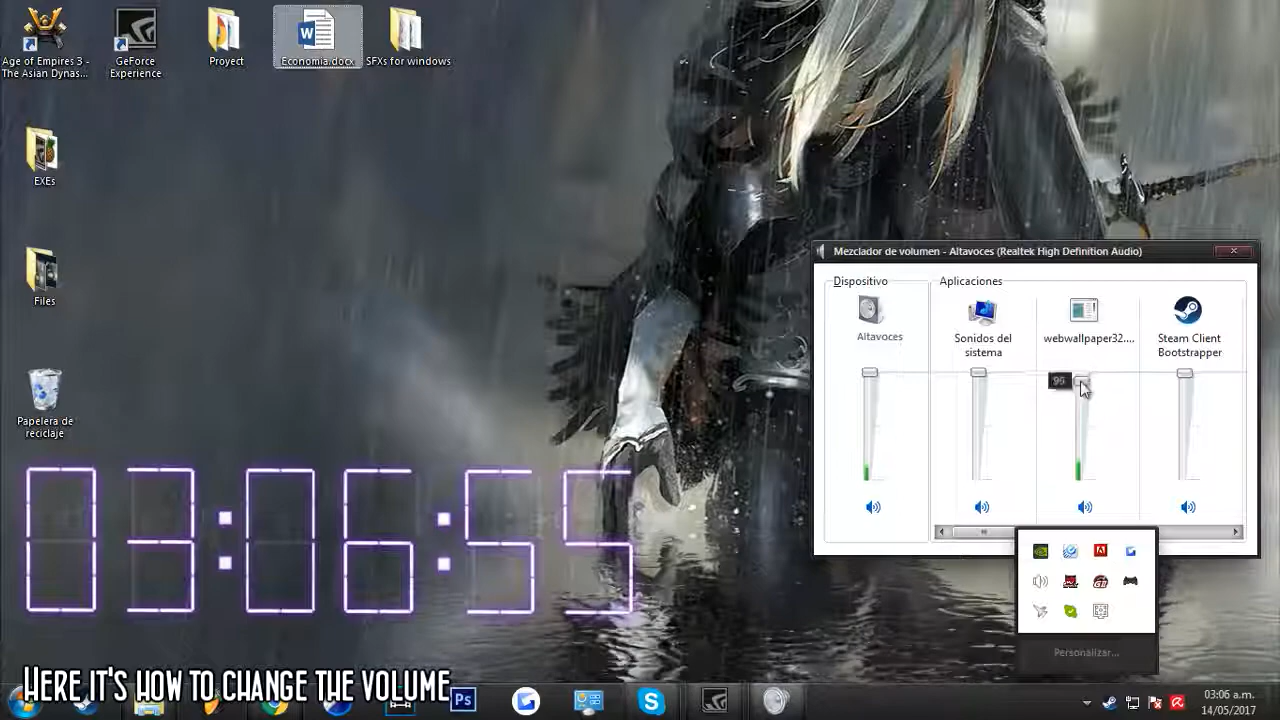 Age of Empires 3 -
The Asian Dynas...
GeForce
Experience
Proyect
Economia.docx
SFXs for windows
EXEs
Files
Papelera de
reciclaje
03:06:55
Mezclador de volumen - Altavoces (Realtek High Definition Audio)
Dispositivo
Aplicaciones
Altavoces
Sonidos del
sistema
webwallpaper32....
Steam Client
Bootstrapper
96
Personalizar...
HERE IT'S HOW TO CHANGE THE VOLUME
Ps
03:06 a.m.
14/05/2017